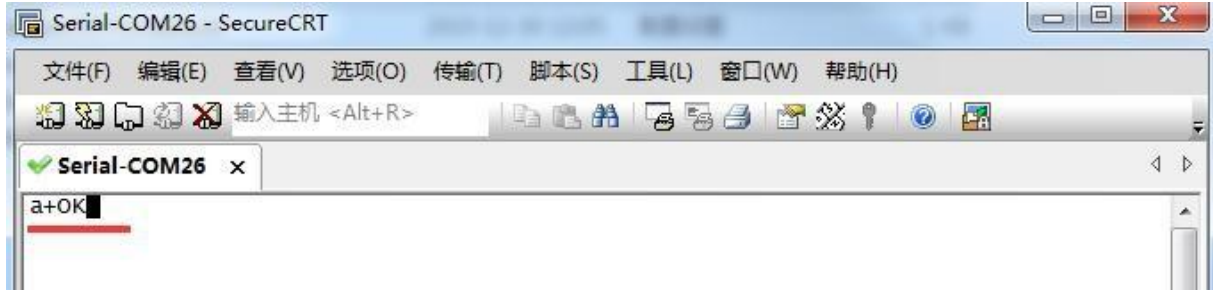 Serial-COM26 - SecureCRT
文件(F) 编辑(E) 查看(V) 选项(O) 传输(T) 脚本(S) 工具(L) 窗口(W) 帮助(H)
输入主机 <Alt+R>
Serial-COM26
a+OK